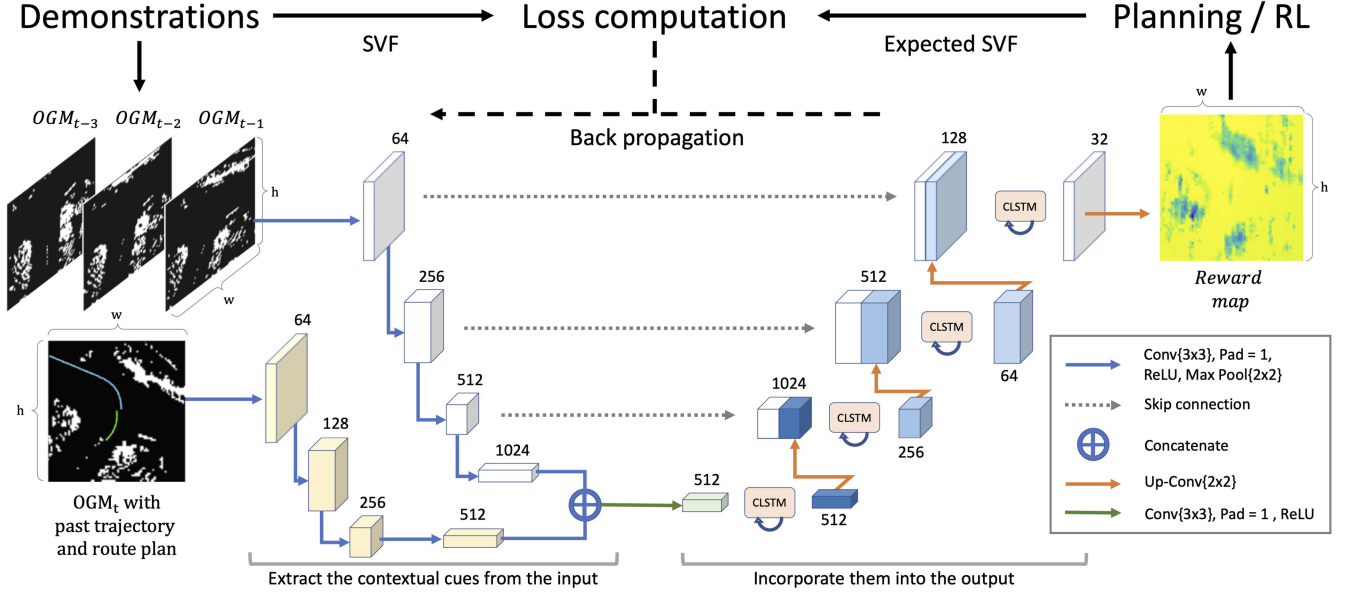 Demonstrations
Loss computation
Planning / RL
SVF
Expected SVF
Back propagation
OGM_{t-3}
OGM_{t-2}
OGM_{t-1}
h
w
w
h
OGM_t with
past trajectory
and route plan
64
256
512
1024
64
128
256
512
512
CLSTM
512
1024
CLSTM
256
512
CLSTM
64
128
CLSTM
32
w
h
Reward
map
Conv{3x3}, Pad = 1,
ReLU, Max Pool{2x2}
Skip connection
Concatenate
Up-Conv{2x2}
Conv{3x3}, Pad = 1 , ReLU
Extract the contextual cues from the input
Incorporate them into the output